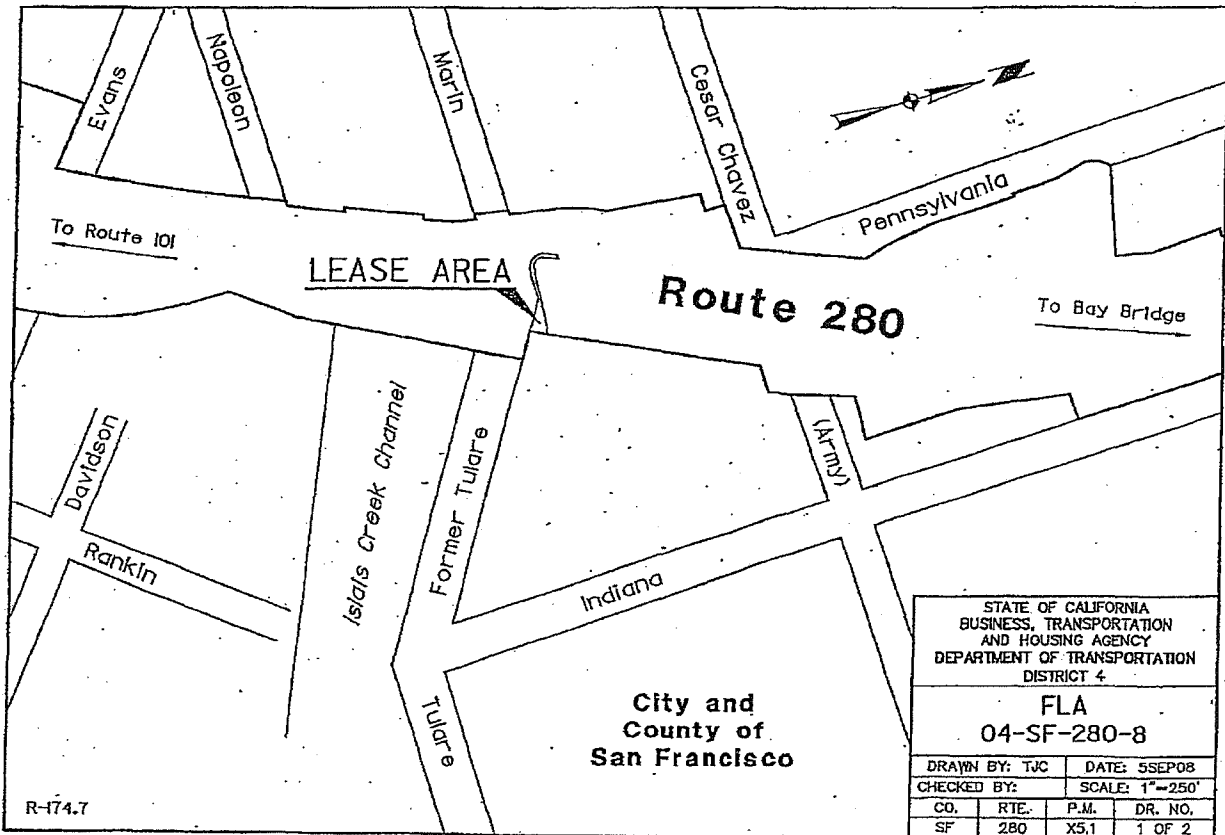 Evans
Napoleon
Marin
Cesar Chavez
Pennsylvania
To Route 101
LEASE AREA
Route 280
To Bay Bridge
Davidson
Rankin
Islais Creek Channel
Former Tulare
(Army)
Indiana
Tulare
City and
County of
San Francisco
R-174.7
STATE OF CALIFORNIA
BUSINESS, TRANSPORTATION
AND HOUSING AGENCY
DEPARTMENT OF TRANSPORTATION
DISTRICT 4
FLA
04-SF-280-8
DRAWN BY: TJC DATE: 5SEP08
CHECKED BY: SCALE: 1"=250'
CO. RTE. P.M. DR. NO.
SF 280 X5.1 1 OF 2